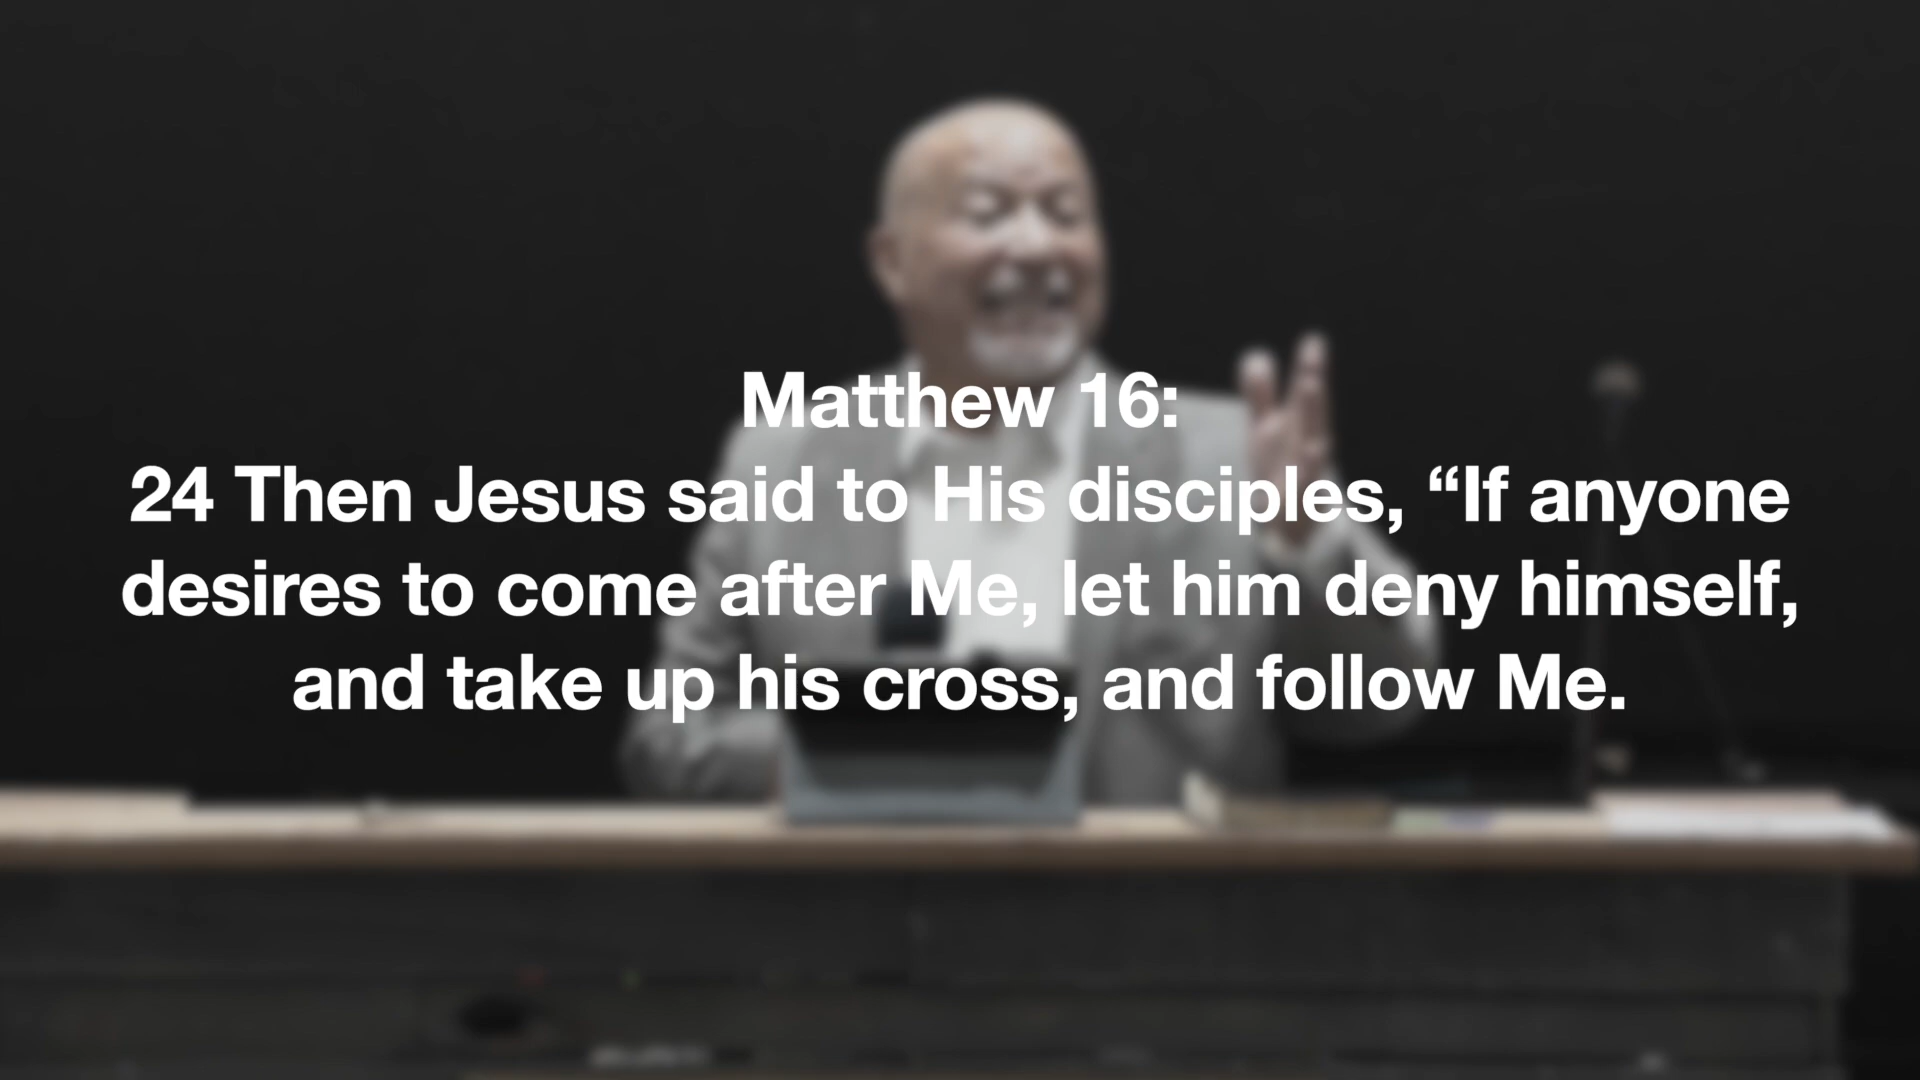 Matthew 16:
24 Then Jesus said to His disciples, “If anyone
desires to come after Me, let him deny himself,
and take up his cross, and follow Me.